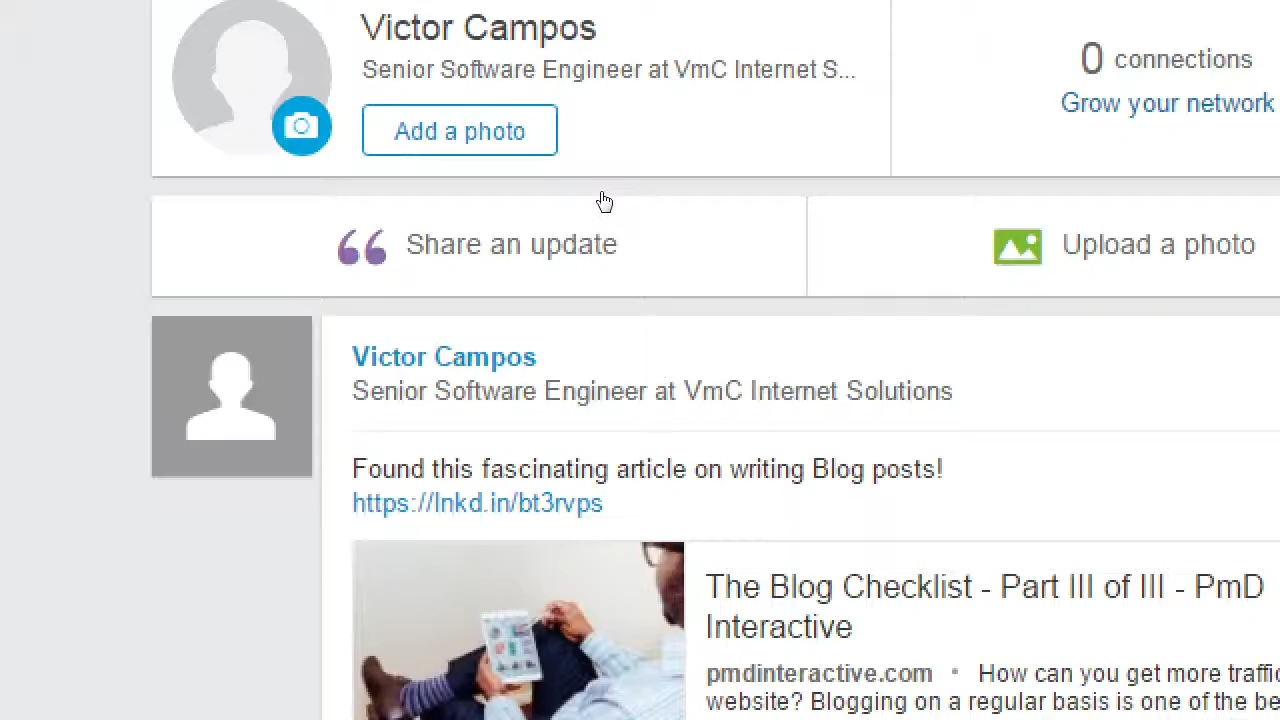 Victor Campos
Senior Software Engineer at VmC Internet S...
Add a photo
0 connections
Grow your network
Share an update
Upload a photo
Victor Campos
Senior Software Engineer at VmC Internet Solutions
Found this fascinating article on writing Blog posts!
https://lnkd.in/bt3rvps
The Blog Checklist - Part III of III - PmD
Interactive
pmdinteractive.com • How can you get more traffi
website? Blogging on a regular basis is one of the be